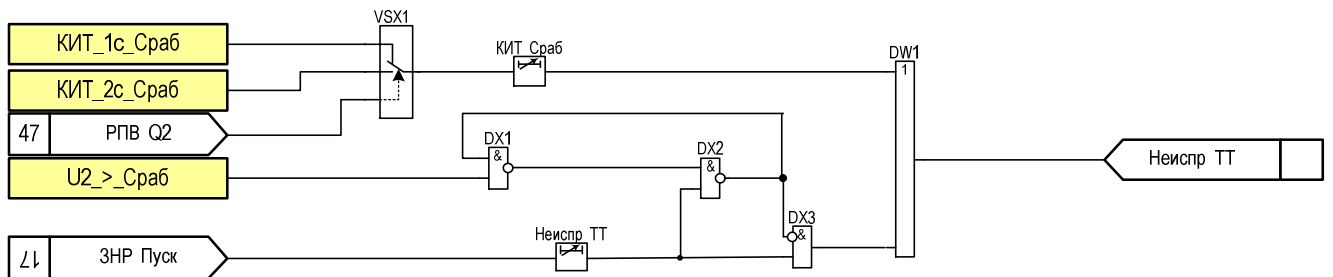 VSX1
КИТ_1с_Сраб
КИТ_Сраб
DW1
1
КИТ_2с_Сраб
47 РПВ Q2
DX1
&
DX2
&
Неиспр ТТ
U2_>_Сраб
DX3
&
Неиспр ТТ
17 ЗНР Пуск